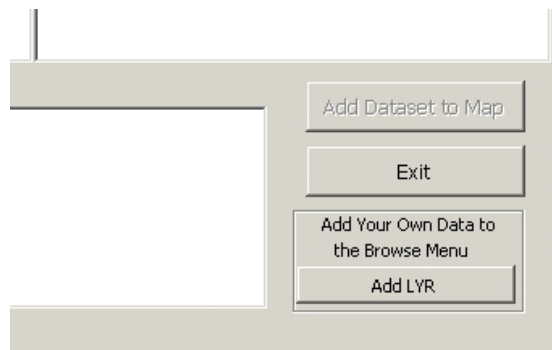 Add Dataset to Map
Exit
Add Your Own Data to
the Browse Menu
Add LYR